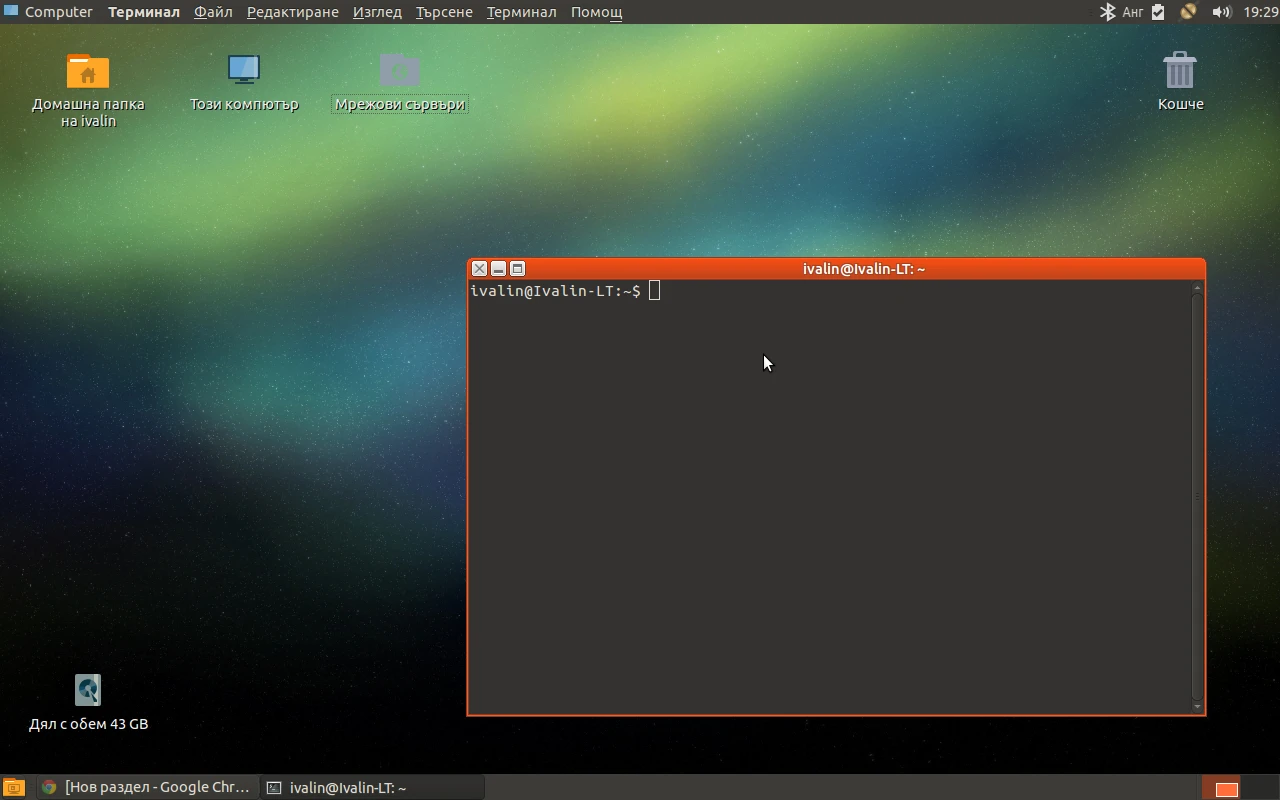 Computer Терминал Файл Редактиране Изглед Търсене Терминал Помощ Анг 19:29
Домашна папка
на ivalin
Този компютър
Мрежови сървъри
Кошче
ivalin@Ivalin-LT: ~
ivalin@Ivalin-LT:~$
Дял с обем 43 GB
[Нов раздел - Google Chr... ivalin@Ivalin-LT: ~